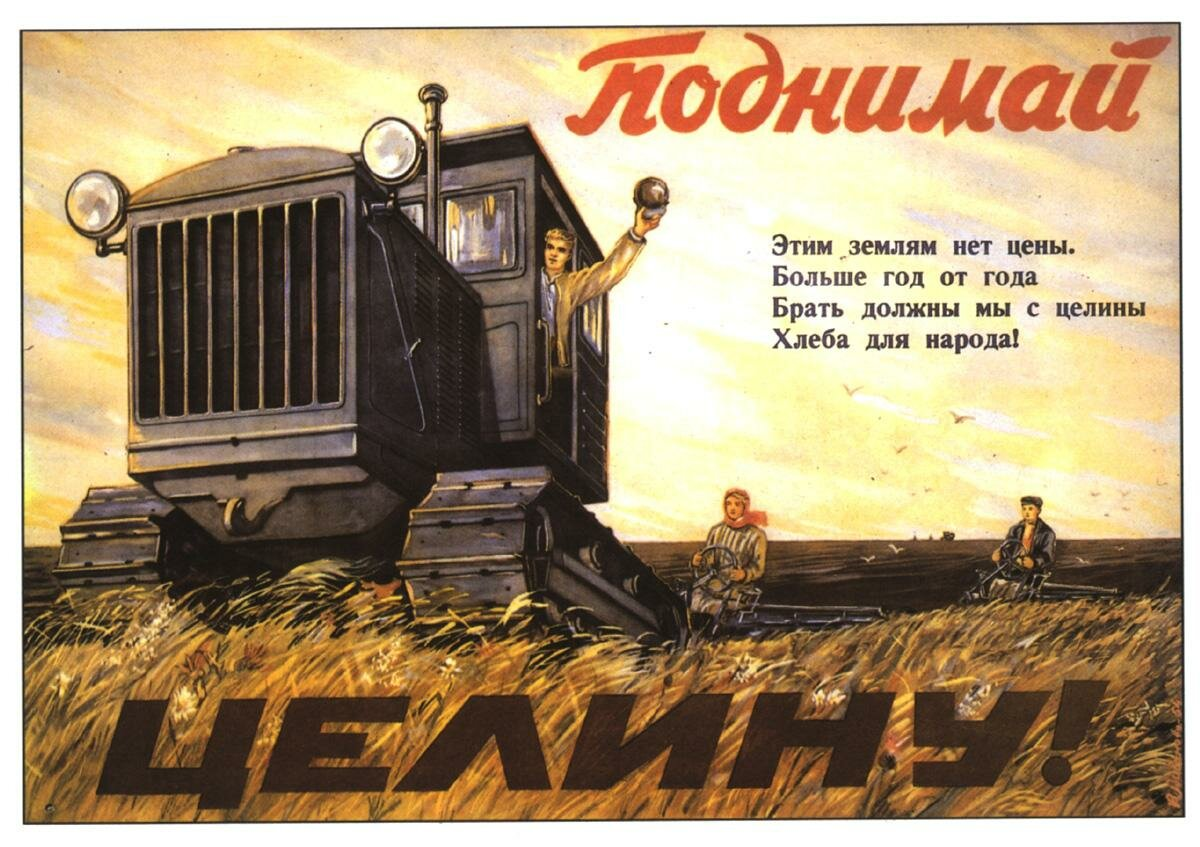 Поднимай
Этим землям нет цены.
Больше год от года
Брать должны мы с целины
Хлеба для народа!
ЦЕЛИНУ!